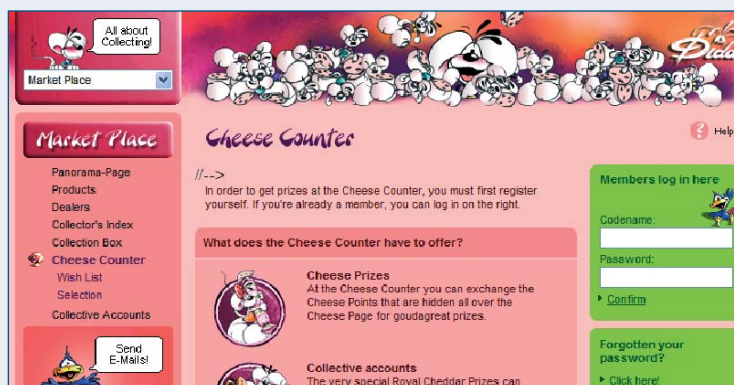 All about
Collecting!
Market Place
Market Place
Panorama-Page
Products
Dealers
Collector's Index
Collection Box
Cheese Counter
Wish List
Selection
Collective Accounts
Send
E-Mails!
Cheese Counter
Help
//-->
In order to get prizes at the Cheese Counter, you must first register
yourself. If you're already a member, you can log in on the right.
What does the Cheese Counter have to offer?
Cheese Prizes
At the Cheese Counter you can exchange the
Cheese Points that are hidden all over the
Cheese Page for goudagreat prizes.
Collective accounts
The very special Royal Cheddar Prizes can
Members log in here
Codename:
Password:
Confirm
Forgotten your
password?
Click here!